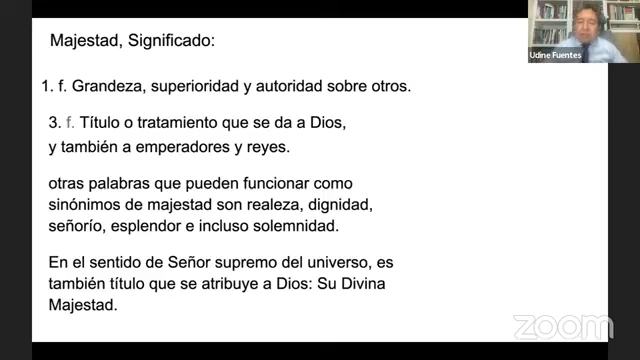 Majestad, Significado:
1. f. Grandeza, superioridad y autoridad sobre otros.
3. f. Título o tratamiento que se da a Dios,
y también a emperadores y reyes.
otras palabras que pueden funcionar como
sinónimos de majestad son realeza, dignidad,
señorío, esplendor e incluso solemnidad.
En el sentido de Señor supremo del universo, es
también título que se atribuye a Dios: Su Divina
Majestad.
Udine Fuentes
zoom